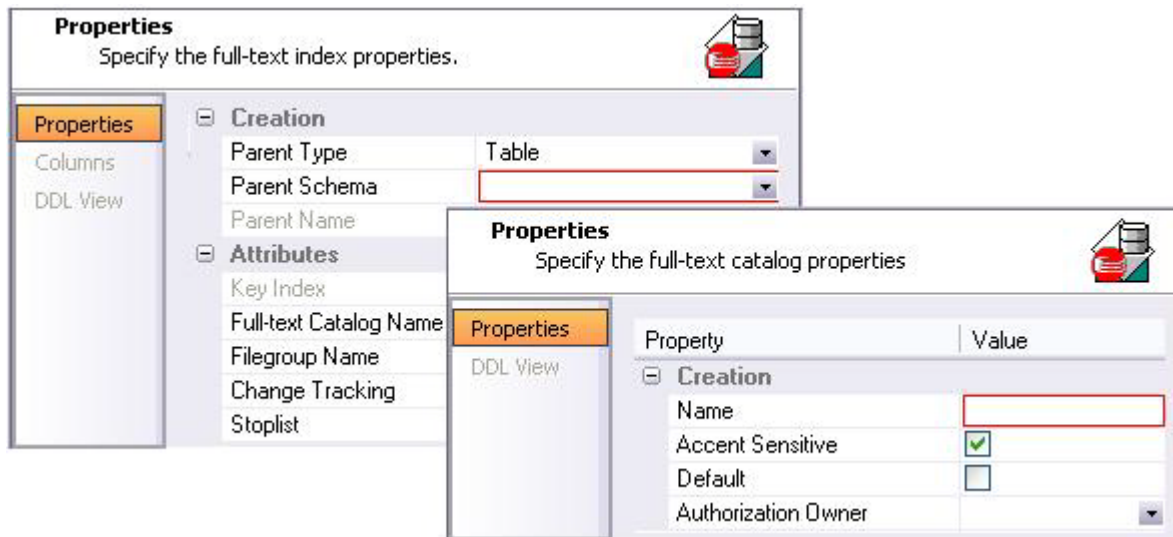 Properties
Specify the full-text index properties.
Properties
Columns
DDL View
Creation
Parent Type Table
Parent Schema
Parent Name
Attributes
Key Index
Full-text Catalog Name
Filegroup Name
Change Tracking
Stoplist
Properties
Specify the full-text catalog properties
Properties
DDL View
Property Value
Creation
Name
Accent Sensitive
Default
Authorization Owner